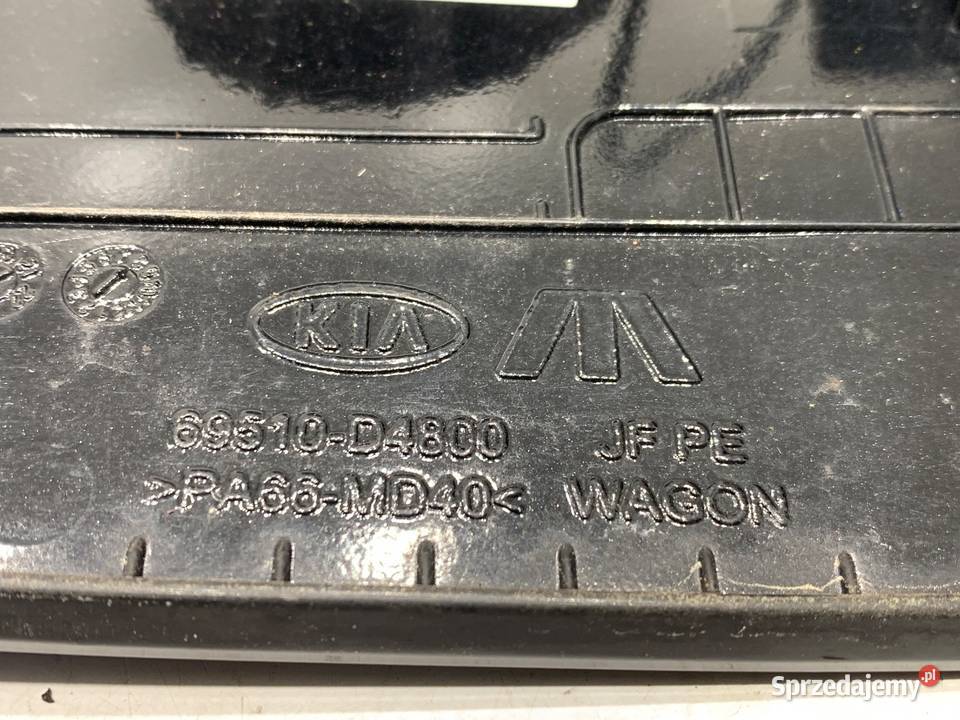 KIA
69510-D4800 JF PE
>PA66-MD40< WAGON
Sprzedajemy.pl